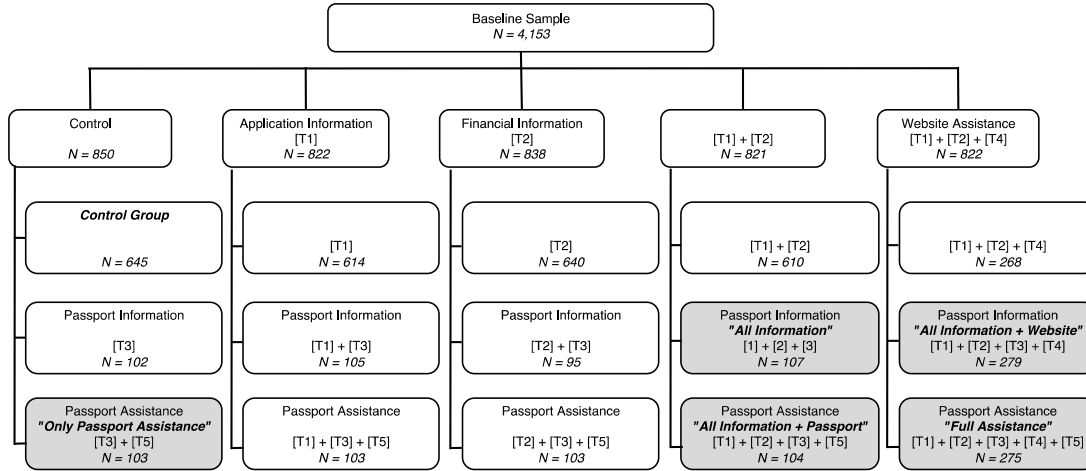 Baseline Sample
N = 4,153
Control
N = 850
Application Information
[T1]
N = 822
Financial Information
[T2]
N = 838
[T1] + [T2]
N = 821
Website Assistance
[T1] + [T2] + [T4]
N = 822
Control Group
N = 645
[T1]
N = 614
[T2]
N = 640
[T1] + [T2]
N = 610
[T1] + [T2] + [T4]
N = 268
Passport Information
[T3]
N = 102
Passport Information
[T1] + [T3]
N = 105
Passport Information
[T2] + [T3]
N = 95
Passport Information
"All Information"
[1] + [2] + [3]
N = 107
Passport Information
"All Information + Website"
[T1] + [T2] + [T3] + [T4]
N = 279
Passport Assistance
"Only Passport Assistance"
[T3] + [T5]
N = 103
Passport Assistance
[T1] + [T3] + [T5]
N = 103
Passport Assistance
[T2] + [T3] + [T5]
N = 103
Passport Assistance
"All Information + Passport"
[T1] + [T2] + [T3] + [T5]
N = 104
Passport Assistance
"Full Assistance"
[T1] + [T2] + [T3] + [T4] + [T5]
N = 275